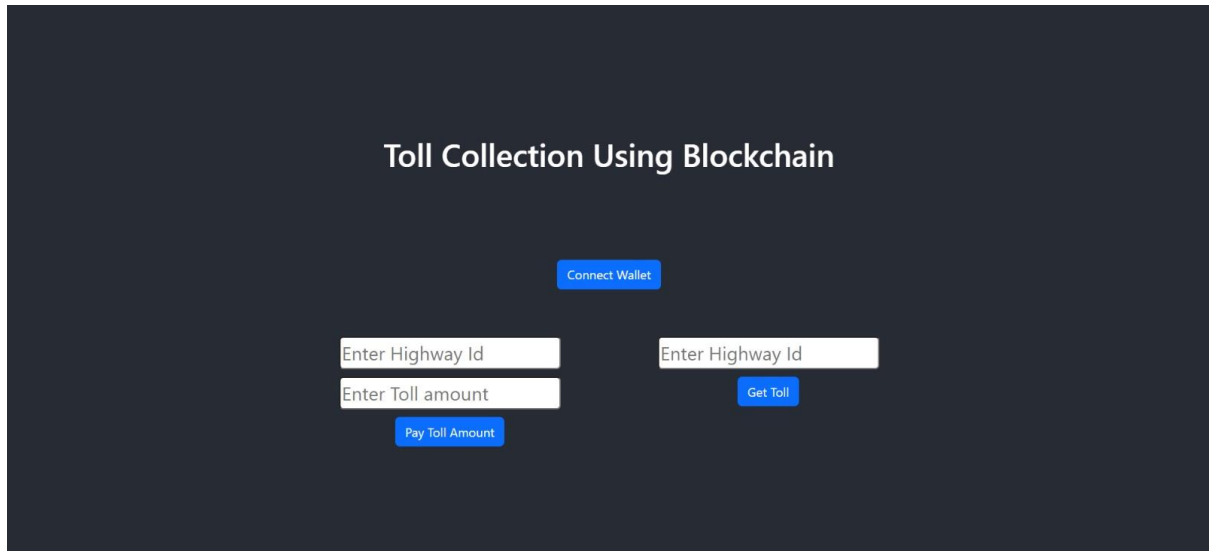 Toll Collection Using Blockchain
Connect Wallet
Enter Highway Id
Enter Toll amount
Pay Toll Amount
Enter Highway Id
Get Toll